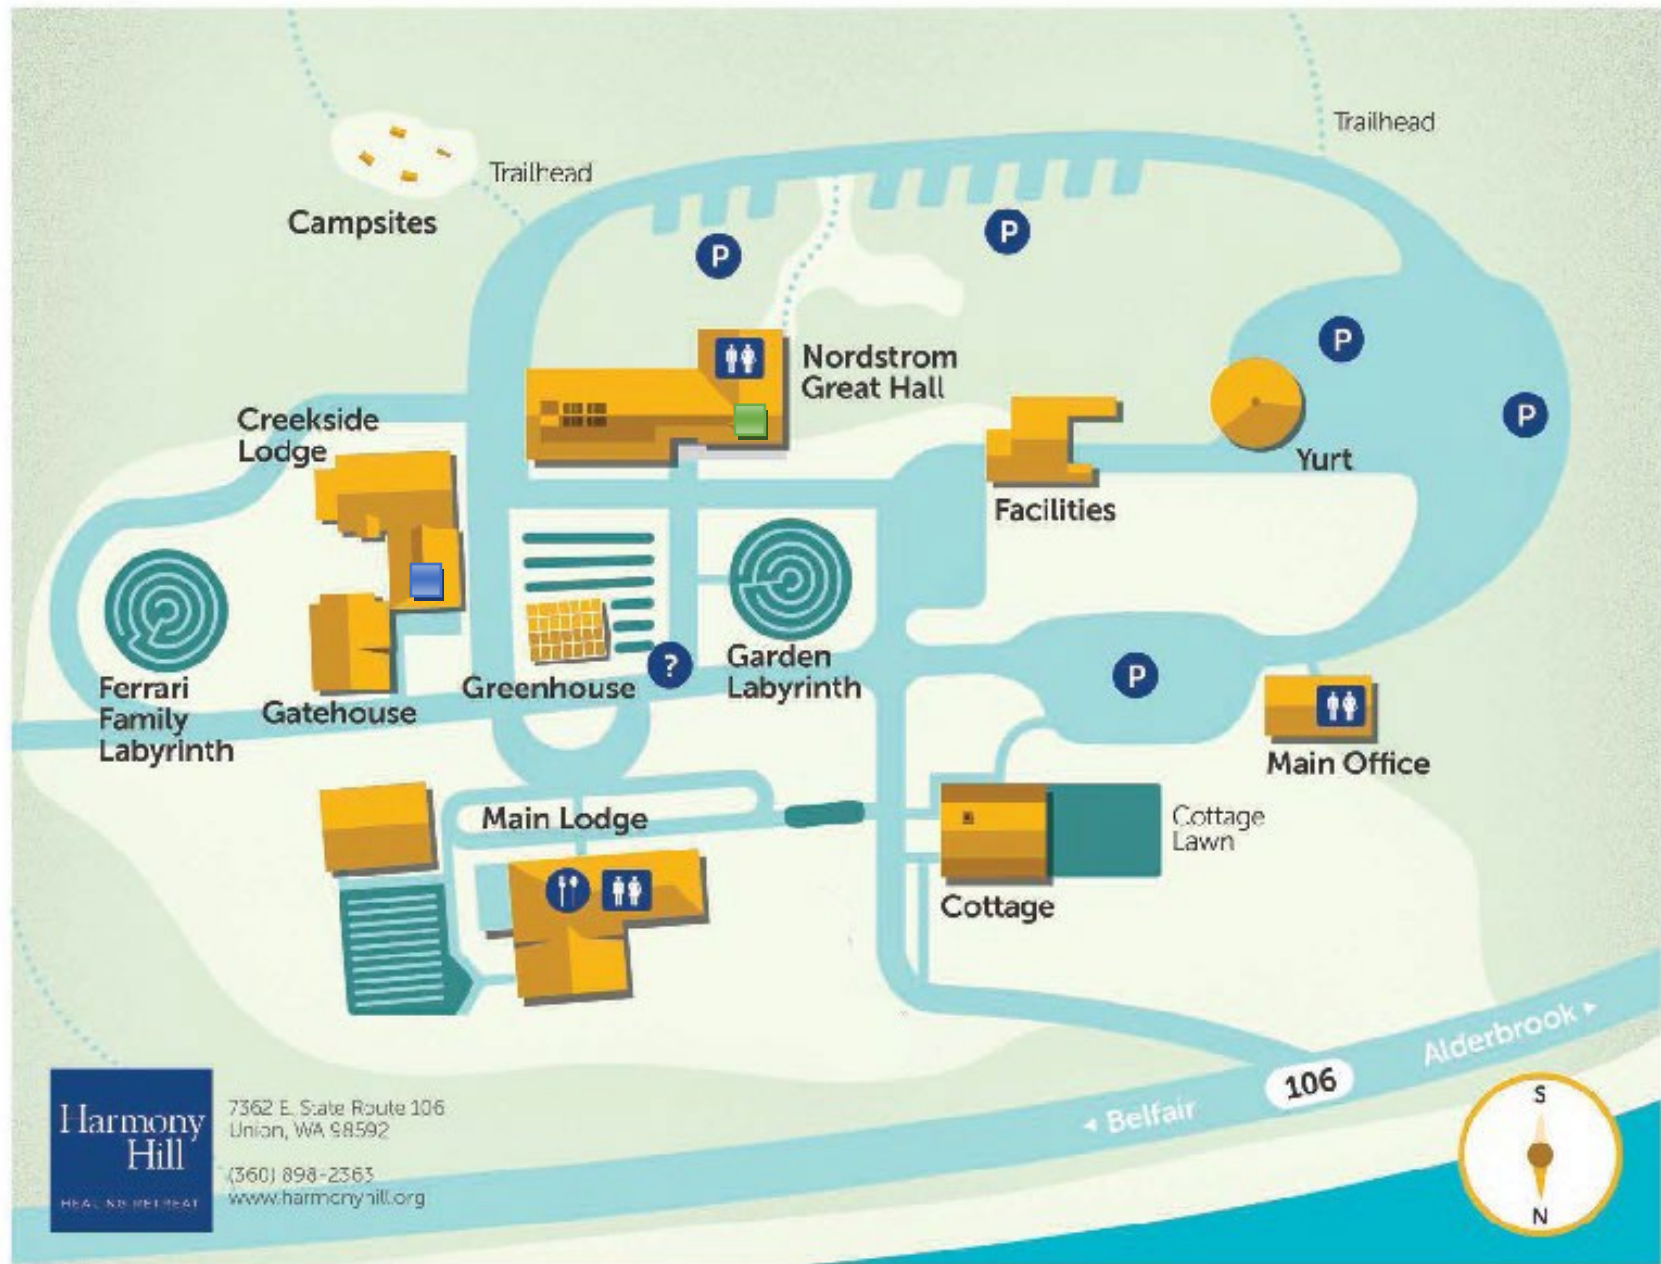 Trailhead
Trailhead
Campsites
P
P
P
P
Nordstrom
Great Hall
Creekside
Lodge
Yurt
Facilities
Ferrari
Family
Labyrinth
Gatehouse
Greenhouse
?
Garden
Labyrinth
P
Main Office
Main Lodge
Cottage
Lawn
Cottage
Alderbrook
106
Belfair
S
N
Harmony
Hill
HEALING RETREAT
7362 E. State Route 106
Union, WA 98592
(360) 898-2363
www.harmonyhill.org